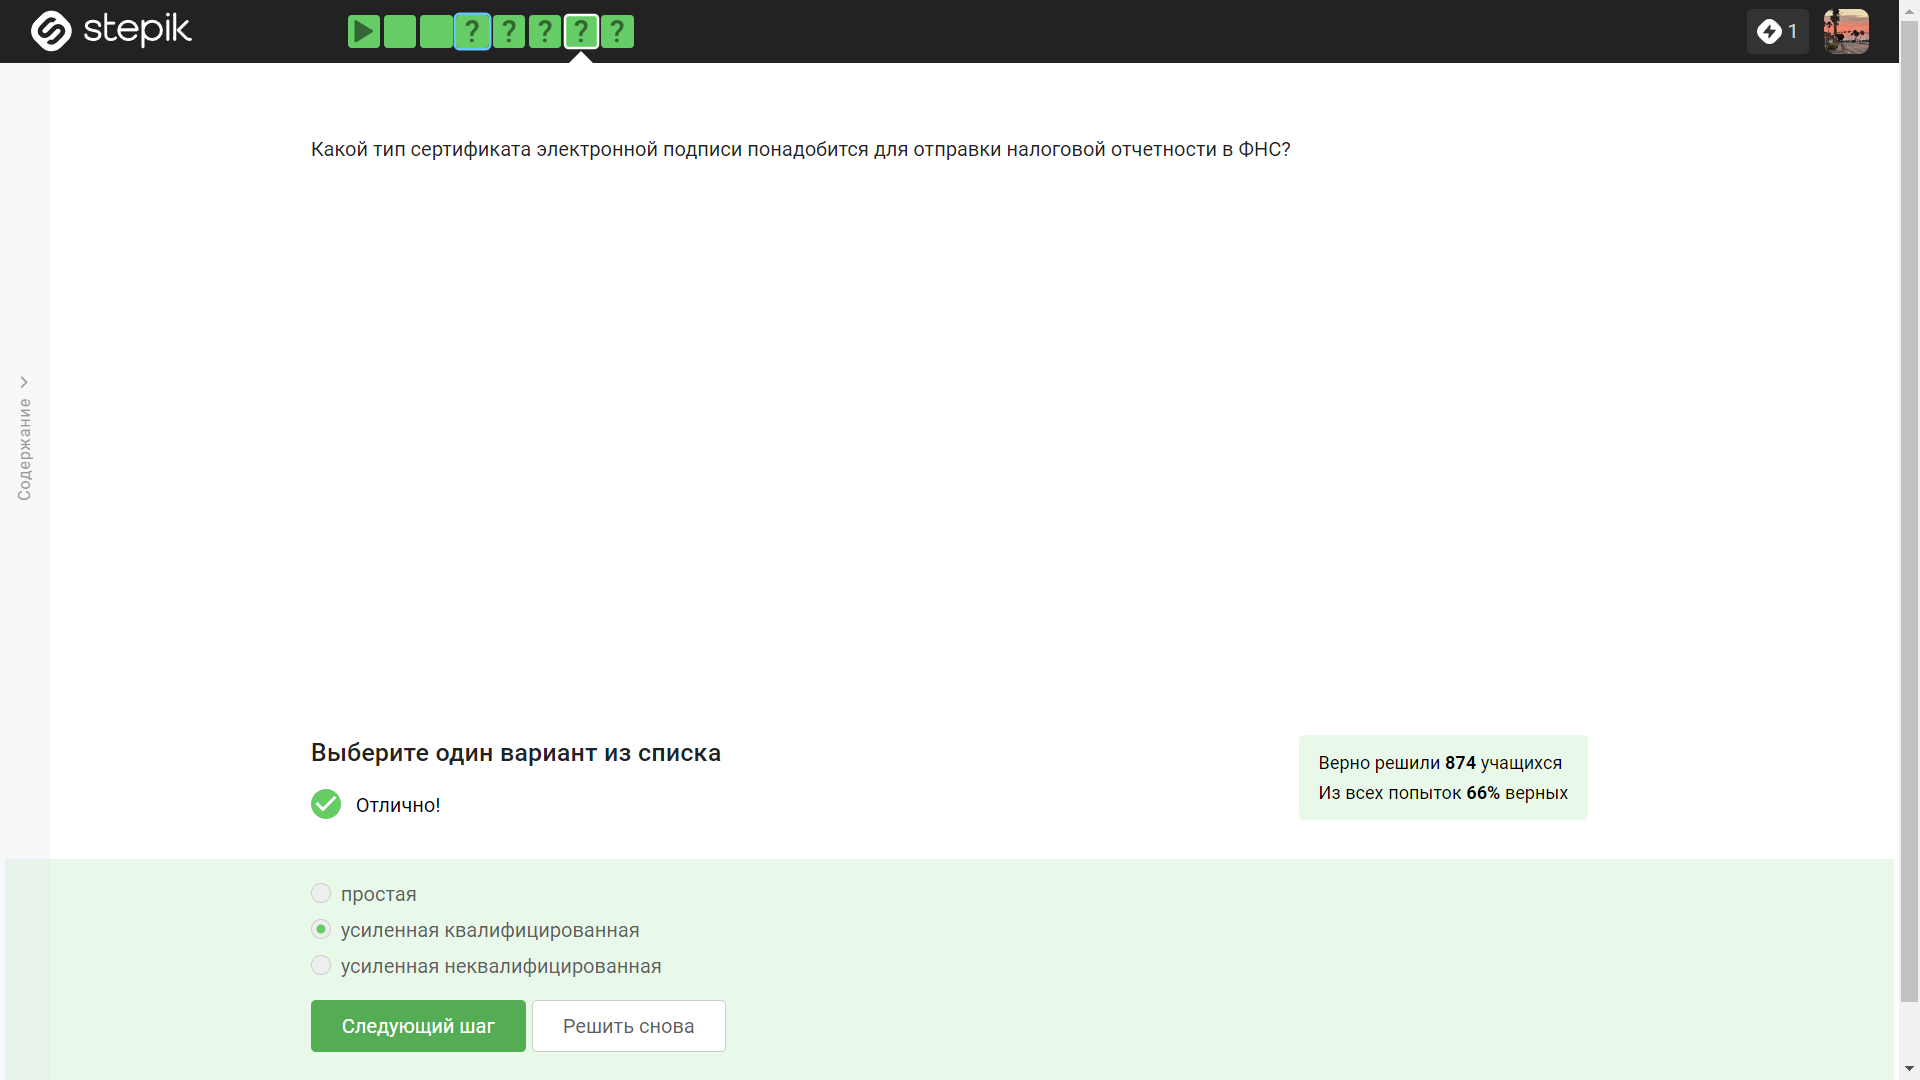 stepik
? ? ? ? ?
1
Какой тип сертификата электронной подписи понадобится для отправки налоговой отчетности в ФНС?
Содержание
Выберите один вариант из списка
Отлично!
Верно решили 874 учащихся
Из всех попыток 66% верных
простая
усиленная квалифицированная
усиленная неквалифицированная
Следующий шаг
Решить снова